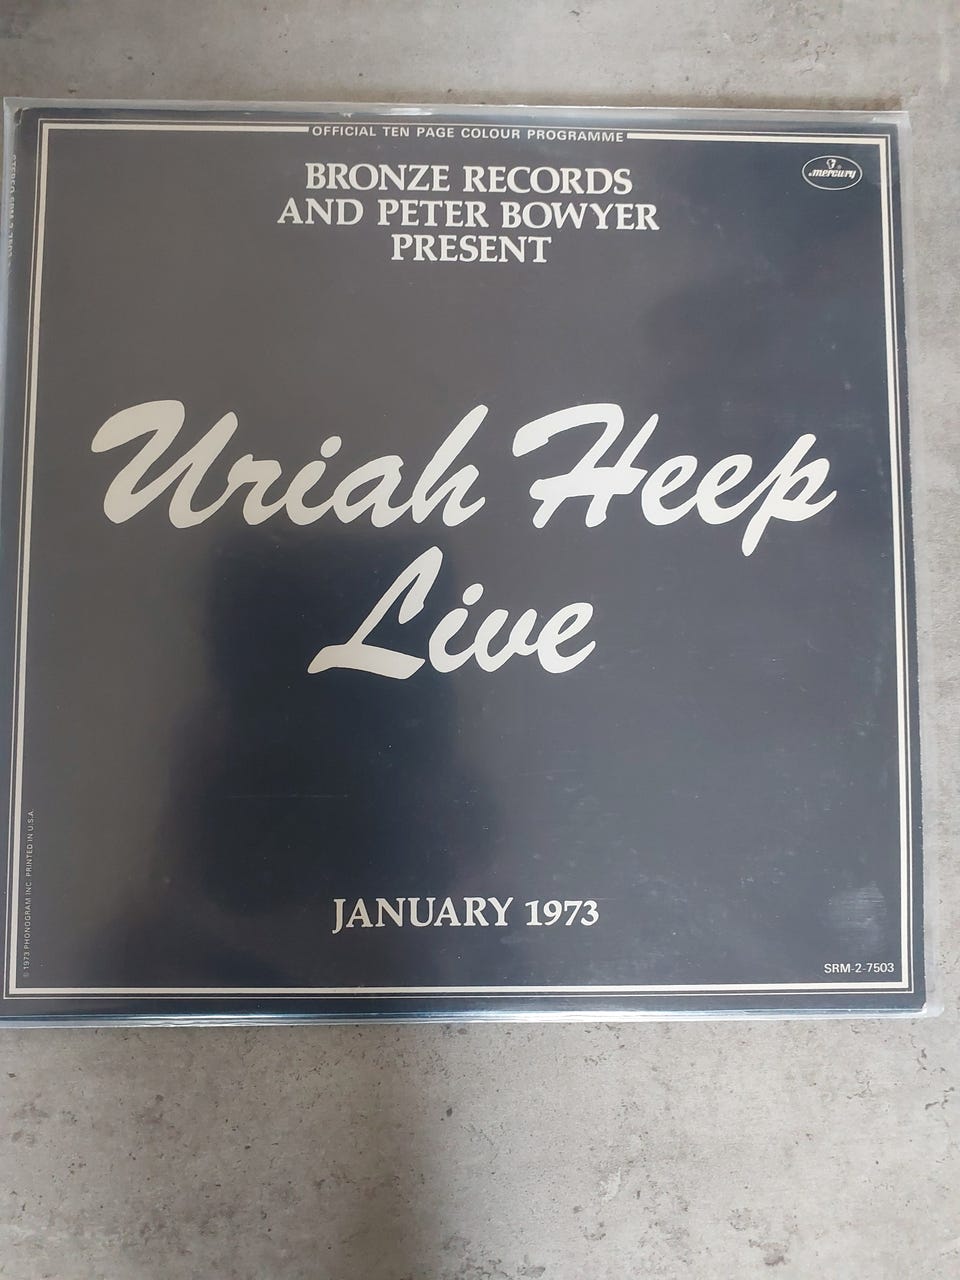 OFFICIAL TEN PAGE COLOUR PROGRAMME
BRONZE RECORDS
AND PETER BOWYER
PRESENT
mercury
Uriah Heep
Live
JANUARY 1973
SRM-2-7503
© 1973 PHONOGRAM INC. PRINTED IN U.S.A.